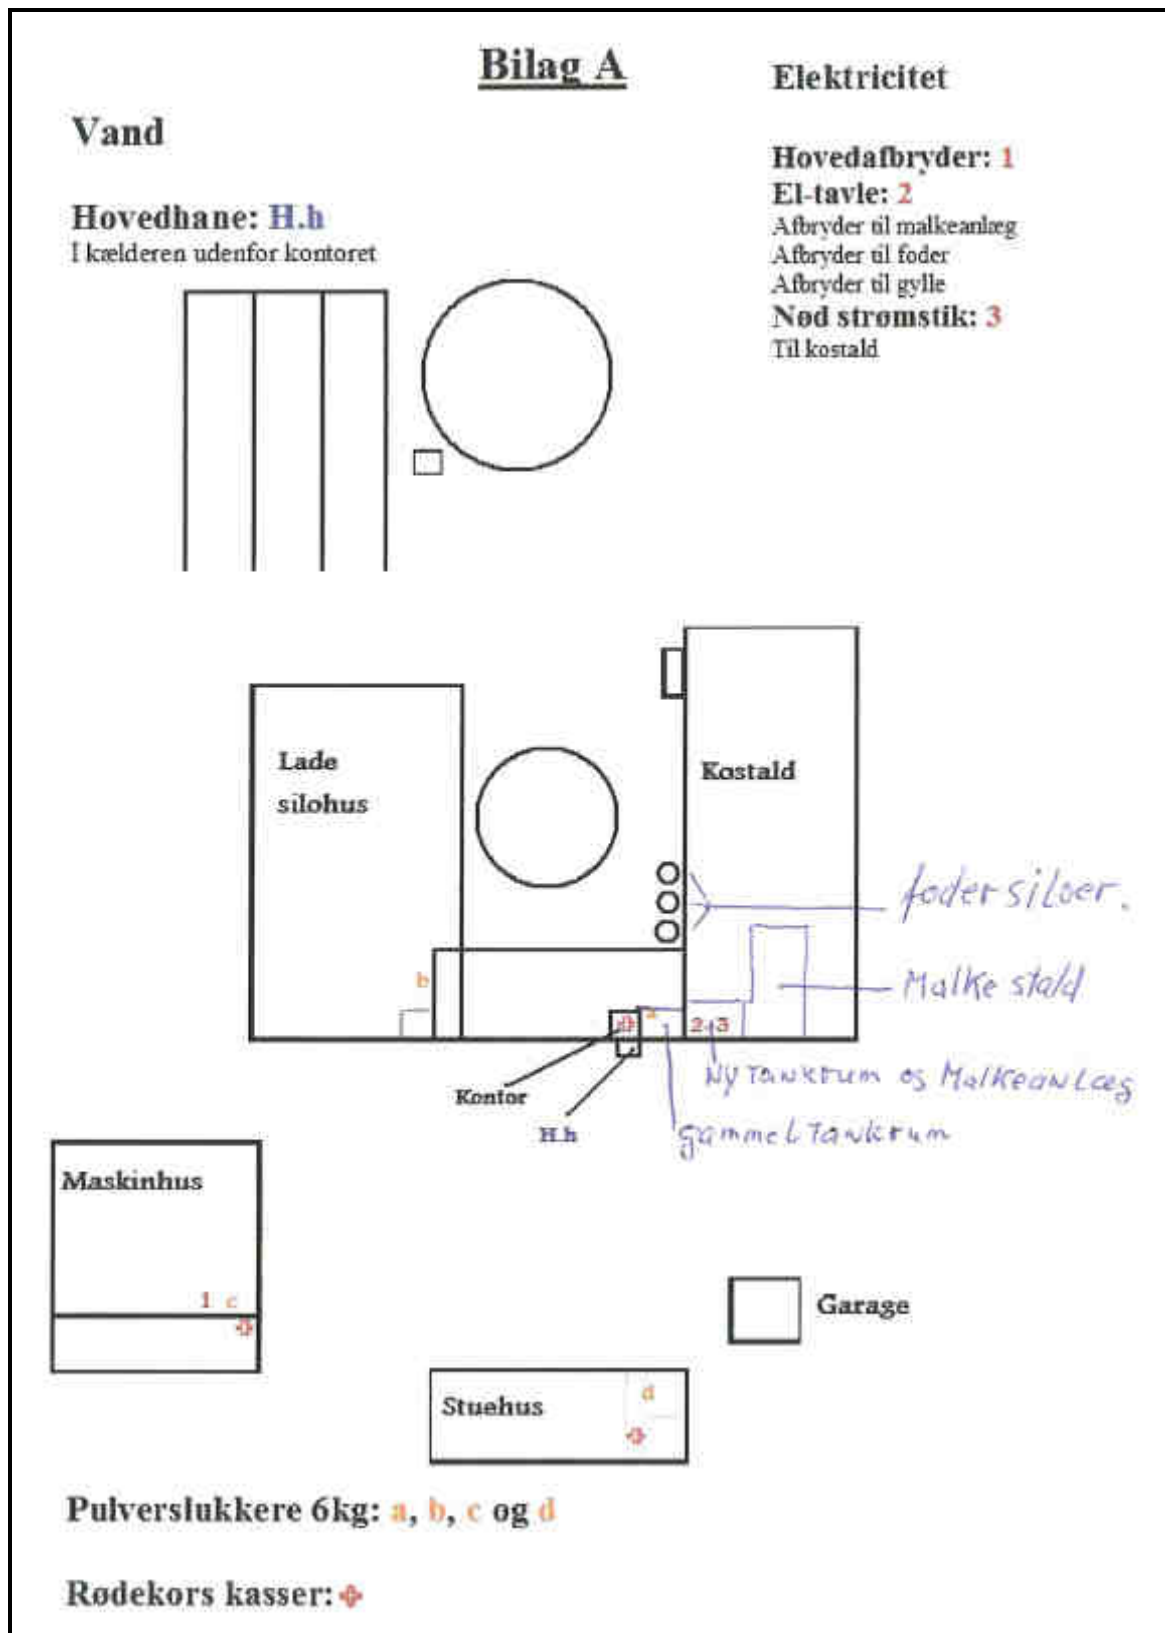 Bilag A
Vand
Hovedhane: H.h
I kælderen udenfor kontoret
Elektricitet
Hovedafbryder: 1
El-tavle: 2
Afbryder til malkeanlæg
Afbryder til foder
Afbryder til gylle
Nød strømstik: 3
Til kostald
Lade
silohus
Kostald
foder siloer.
b
Malke stald
a
2-3
Kontor
Ny Tankrum og Malkeanlæg
H.h
gammel Tankrum
Maskinhus
1 c
Garage
Stuehus
d
Pulverslukkere 6kg: a, b, c og d
Rødekors kasser: